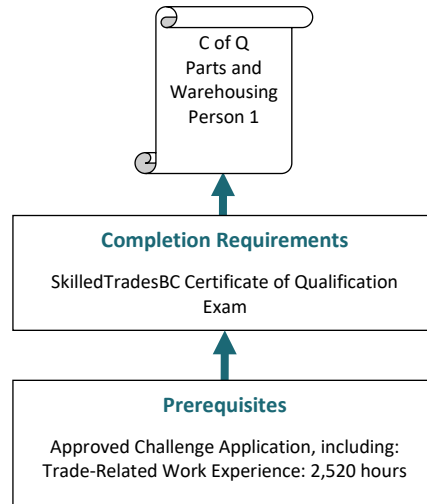 C of Q
Parts and
Warehousing
Person 1
Completion Requirements
SkilledTradesBC Certificate of Qualification
Exam
Prerequisites
Approved Challenge Application, including:
Trade-Related Work Experience: 2,520 hours